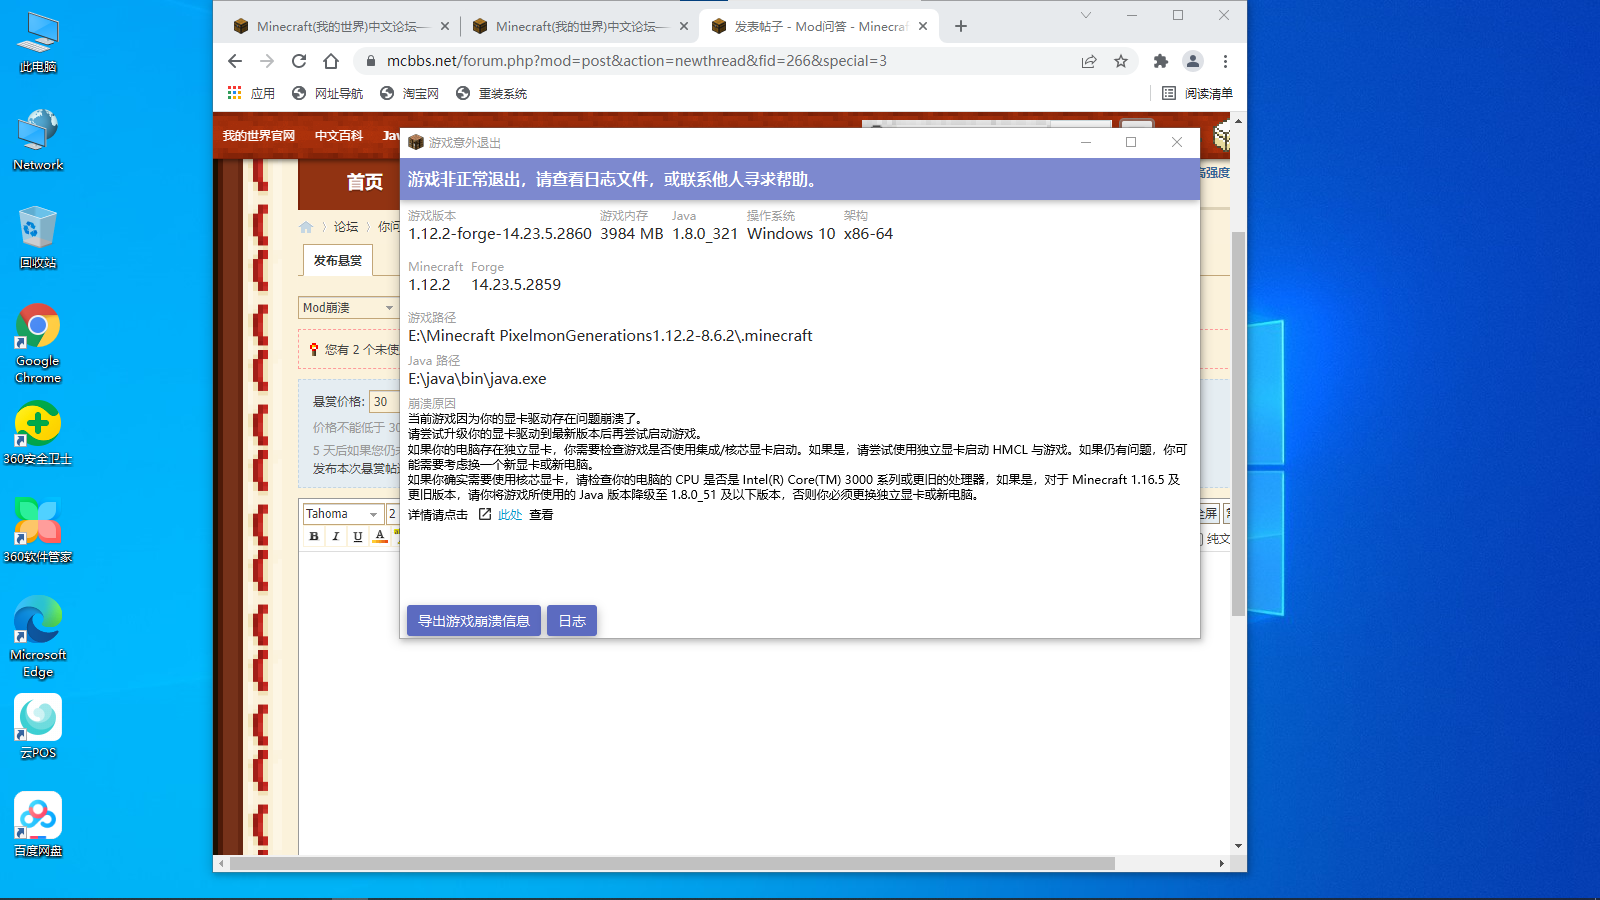 此电脑
Network
回收站
Google
Chrome
360安全卫士
360软件管家
Microsoft
Edge
云POS
百度网盘
Minecraft(我的世界)中文论坛—
Minecraft(我的世界)中文论坛—
发表帖子 - Mod问答 - Minecraf
mcbbs.net/forum.php?mod=post&action=newthread&fid=266&special=3
应用
网址导航
淘宝网
重装系统
阅读清单
我的世界官网
中文百科
Jav
首页
高强度
论坛
你问
发布悬赏
Mod崩溃
您有 2 个未使
悬赏价格:
30
价格不能低于 30
5 天后如果您仍未
发布本次悬赏帖
Tahoma
2
B I U A
全屏
纯文
游戏意外退出
游戏非正常退出，请查看日志文件，或联系他人寻求帮助。
游戏版本 游戏内存 Java 操作系统 架构
1.12.2-forge-14.23.5.2860 3984 MB 1.8.0_321 Windows 10 x86-64
Minecraft Forge
1.12.2 14.23.5.2859
游戏路径
E:\Minecraft PixelmonGenerations1.12.2-8.6.2\.minecraft
Java 路径
E:\java\bin\java.exe
崩溃原因
当前游戏因为你的显卡驱动存在问题崩溃了。
请尝试升级你的显卡驱动到最新版本后再尝试启动游戏。
如果你的电脑存在独立显卡，你需要检查游戏是否使用集成/核芯显卡启动。如果是，请尝试使用独立显卡启动 HMCL 与游戏。如果仍有问题，你可
能需要考虑换一个新显卡或新电脑。
如果你确实需要使用核芯显卡，请检查你的电脑的 CPU 是否是 Intel(R) Core(TM) 3000 系列或更旧的处理器，如果是，对于 Minecraft 1.16.5 及
更旧版本，请你将游戏所使用的 Java 版本降级至 1.8.0_51 及以下版本，否则你必须更换独立显卡或新电脑。
详情请点击 此处 查看
导出游戏崩溃信息
日志